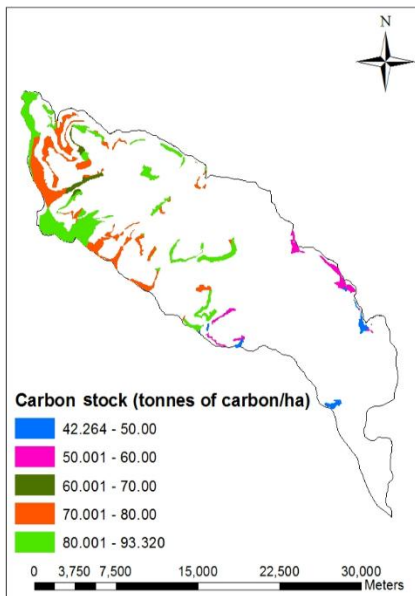 N
Carbon stock (tonnes of carbon/ha)
42.264 - 50.00
50.001 - 60.00
60.001 - 70.00
70.001 - 80.00
80.001 - 93.320
0 3,750 7,500 15,000 22,500 30,000
Meters